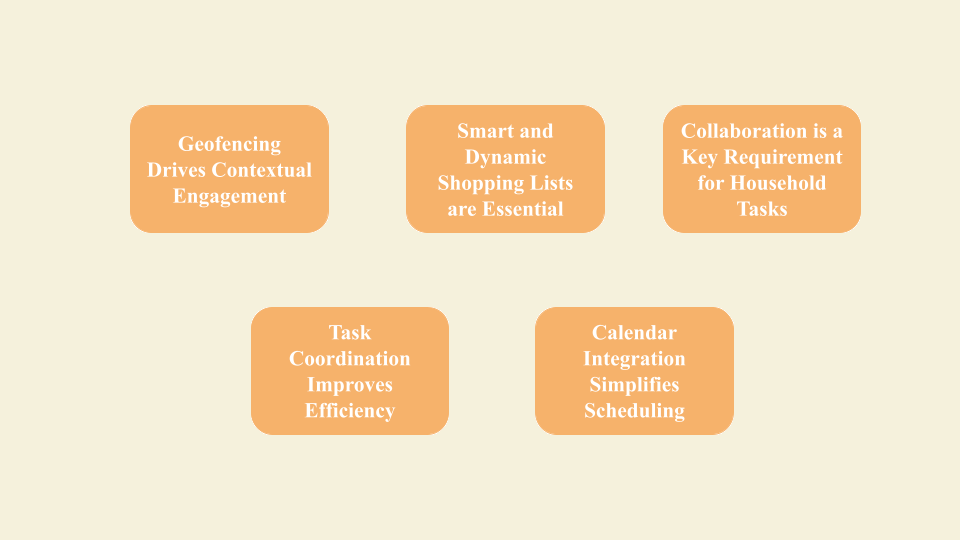 Geofencing
Drives Contextual
Engagement
Smart and
Dynamic
Shopping Lists
are Essential
Collaboration is a
Key Requirement
for Household
Tasks
Task
Coordination
Improves
Efficiency
Calendar
Integration
Simplifies
Scheduling